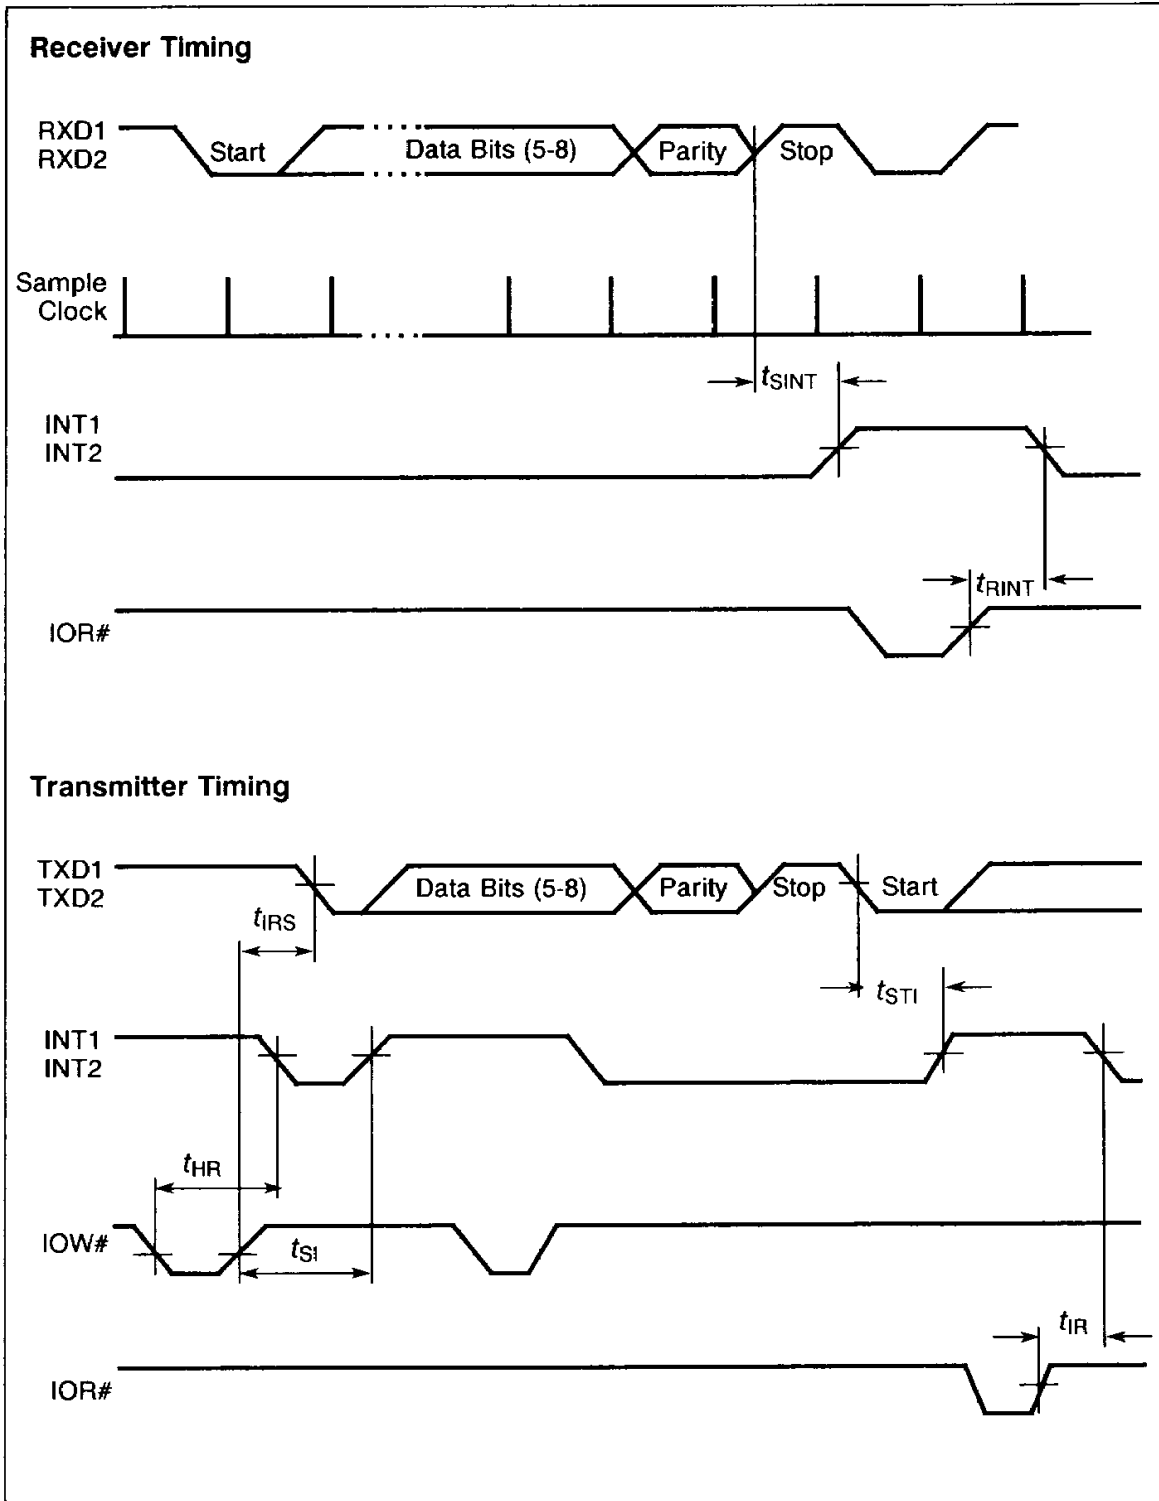 Receiver Timing
RXD1
RXD2
Start
Data Bits (5-8)
Parity
Stop
Sample
Clock
tSINT
INT1
INT2
tRINT
IOR#
Transmitter Timing
TXD1
TXD2
Data Bits (5-8)
Parity
Stop
Start
tIRS
tSTI
INT1
INT2
tHR
IOW#
tSI
tIR
IOR#